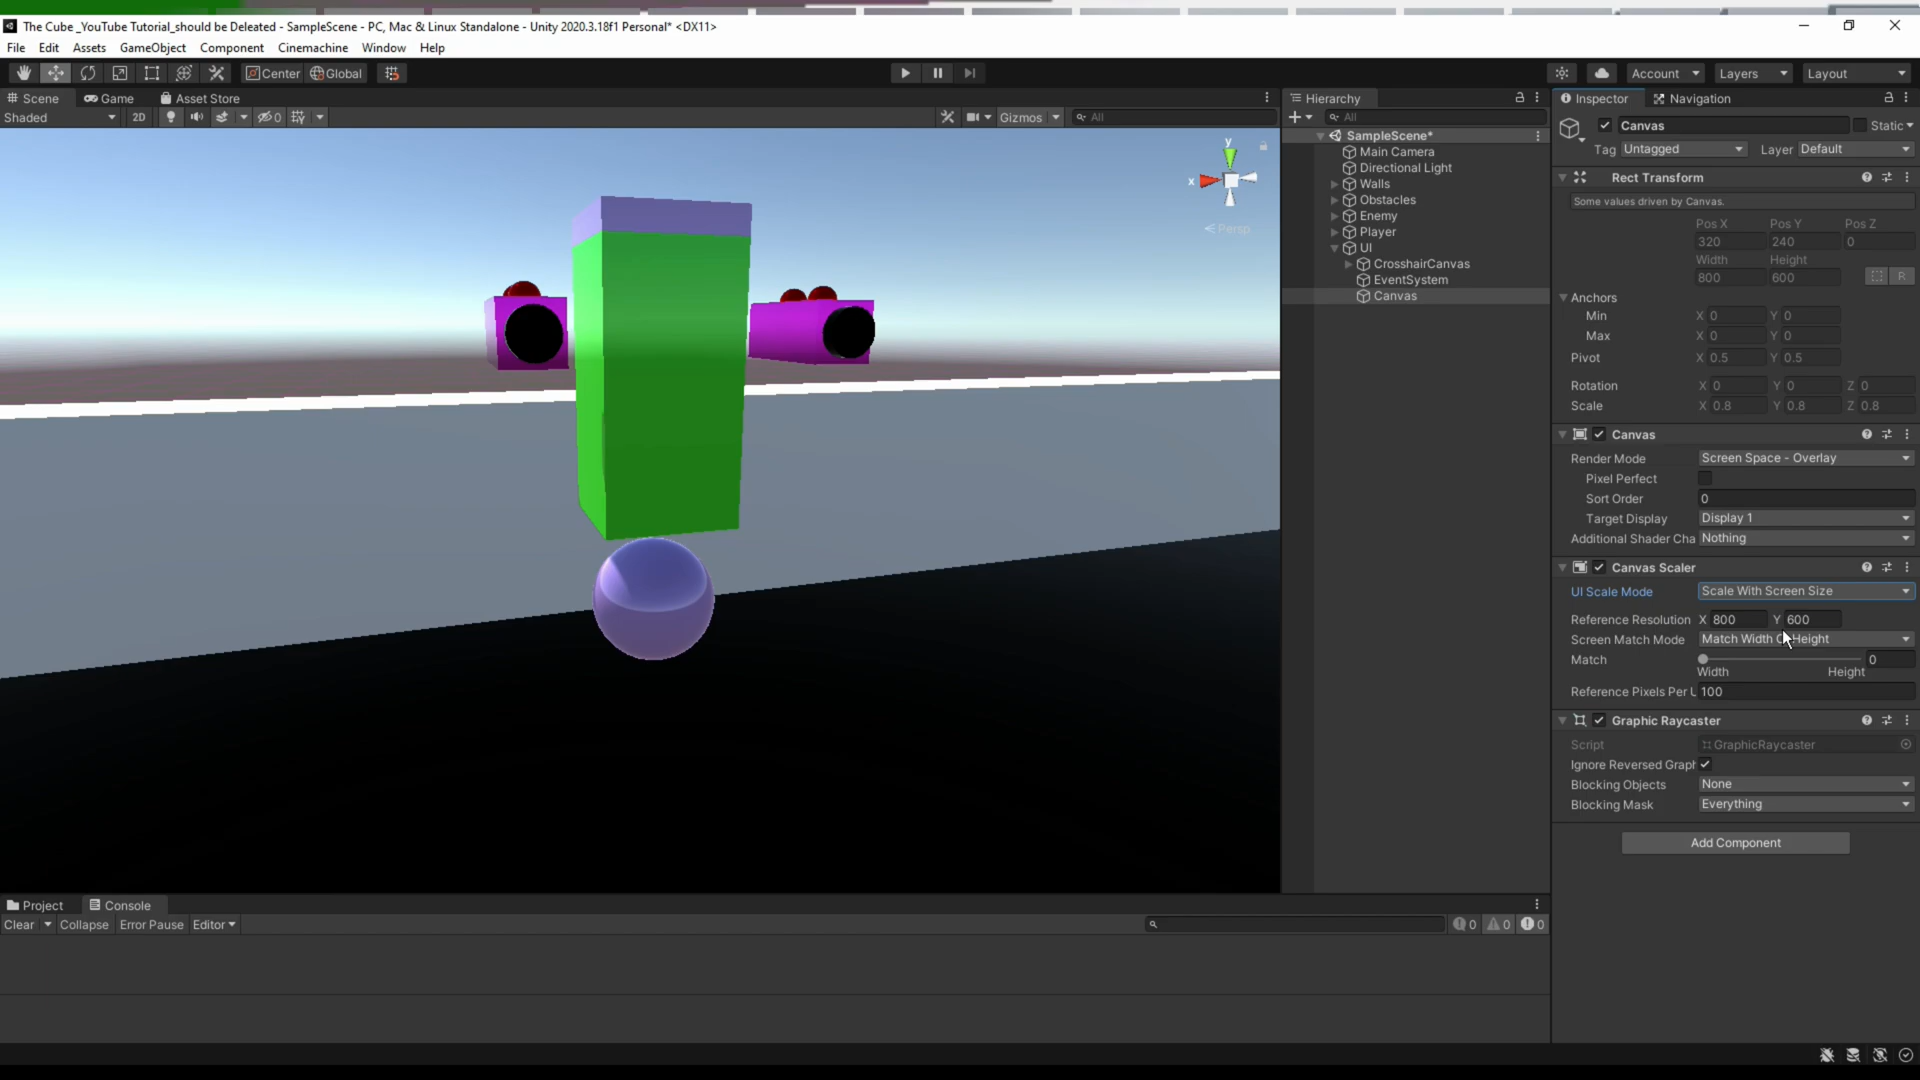 The Cube _YouTube Tutorial_should be Deleated - SampleScene - PC, Mac & Linux Standalone - Unity 2020.3.18f1 Personal* <DX11>
File Edit Assets GameObject Component Cinemachine Window Help
Center Global Account Layers Layout
Scene Game Asset Store
Shaded 2D 0 Gizmos All
y
x
Persp
Hierarchy
All
SampleScene*
Main Camera
Directional Light
Walls
Obstacles
Enemy
Player
UI
CrosshairCanvas
EventSystem
Canvas
Inspector Navigation
Canvas Static
Tag Untagged Layer Default
Rect Transform
Some values driven by Canvas.
Pos X Pos Y Pos Z
320 240 0
Width Height
800 600 R
Anchors
Min X 0 Y 0
Max X 0 Y 0
Pivot X 0.5 Y 0.5
Rotation X 0 Y 0 Z 0
Scale X 0.8 Y 0.8 Z 0.8
Canvas
Render Mode Screen Space - Overlay
Pixel Perfect
Sort Order 0
Target Display Display 1
Additional Shader Cha Nothing
Canvas Scaler
UI Scale Mode Scale With Screen Size
Reference Resolution X 800 Y 600
Screen Match Mode Match Width Height
Match 0
Width Height
Reference Pixels Per 100
Graphic Raycaster
Script GraphicRaycaster
Ignore Reversed Graph
Blocking Objects None
Blocking Mask Everything
Add Component
Project Console
Clear Collapse Error Pause Editor 0 0 0